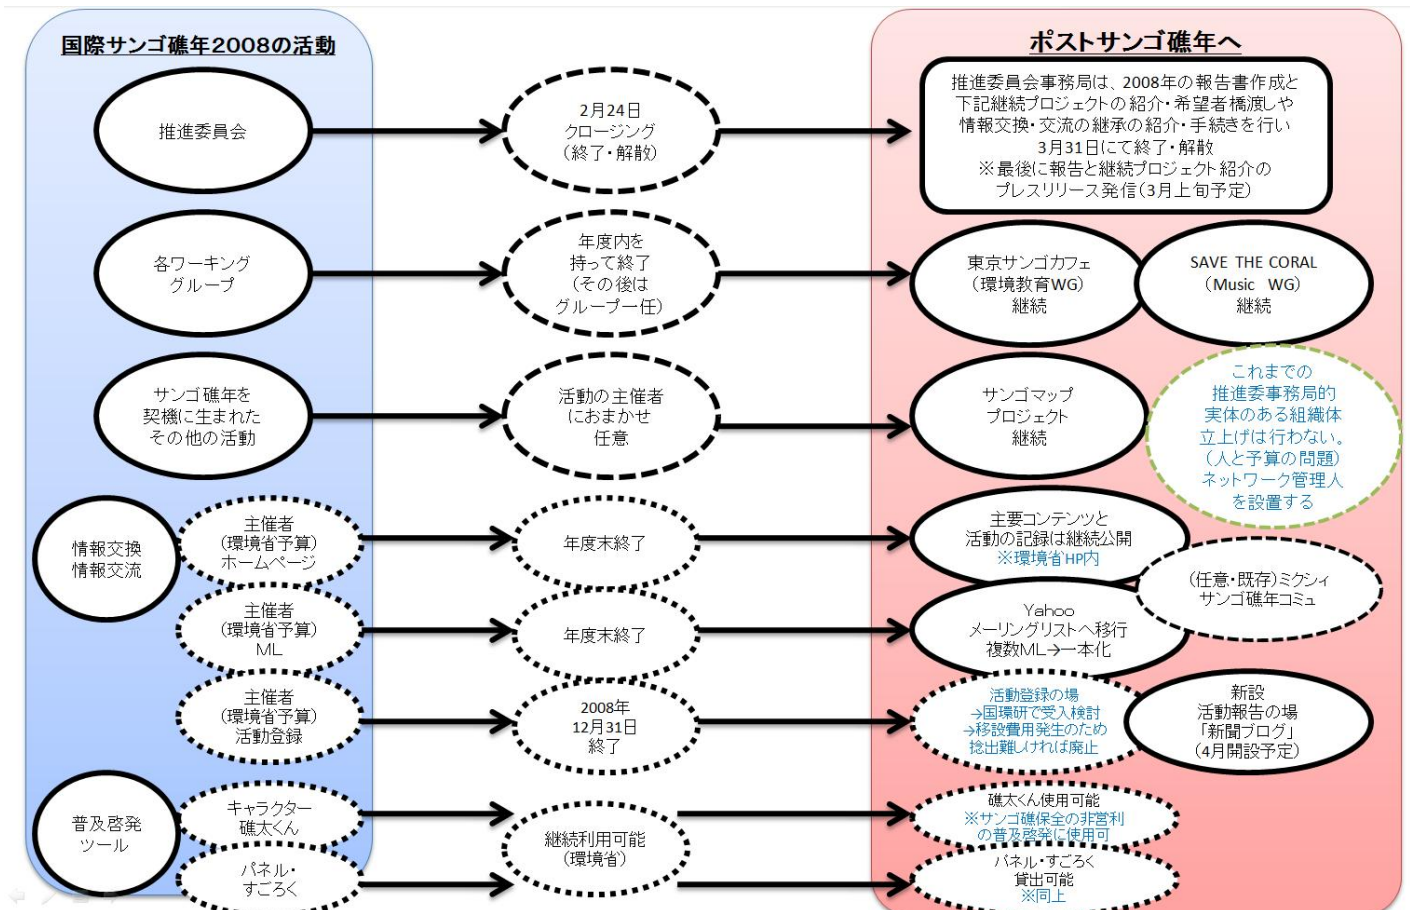 国際サンゴ礁年2008の活動
ポストサンゴ礁年へ
推進委員会
2月24日
クロージング
(終了・解散)
推進委員会事務局は、2008年の報告書作成と
下記継続プロジェクトの紹介・希望者橋渡しや
情報交換・交流の継承の紹介・手続きを行い
3月31日にて終了・解散
※最後に報告と継続プロジェクト紹介の
プレスリリース発信(3月上旬予定)
各ワーキング
グループ
年度内を
持って終了
(その後は
グループ一任)
東京サンゴカフェ
(環境教育WG)
継続
SAVE THE CORAL
(Music WG)
継続
サンゴ礁年を
契機に生まれた
その他の活動
活動の主催者
におまかせ
任意
サンゴマップ
プロジェクト
継続
これまでの
推進委事務局的
実体のある組織体
立上げは行わない。
(人と予算の問題)
ネットワーク管理人
を設置する
情報交換
情報交流
主催者
(環境省予算)
ホームページ
年度末終了
主要コンテンツと
活動の記録は継続公開
※環境省HP内
(任意・既存)ミクシィ
サンゴ礁年コミュ
主催者
(環境省予算)
ML
年度末終了
Yahoo
メーリングリストへ移行
複数ML→一本化
主催者
(環境省予算)
活動登録
2008年
12月31日
終了
活動登録の場
→国環研で受入検討
→移設費用発生のため
捻出難しければ廃止
新設
活動報告の場
「新聞ブログ」
(4月開設予定)
普及啓発
ツール
キャラクター
礁太くん
継続利用可能
(環境省)
礁太くん使用可能
※サンゴ礁保全の非営利
の普及啓発に使用可
パネル・
すごろく
パネル・すごろく
貸出可能
※同上